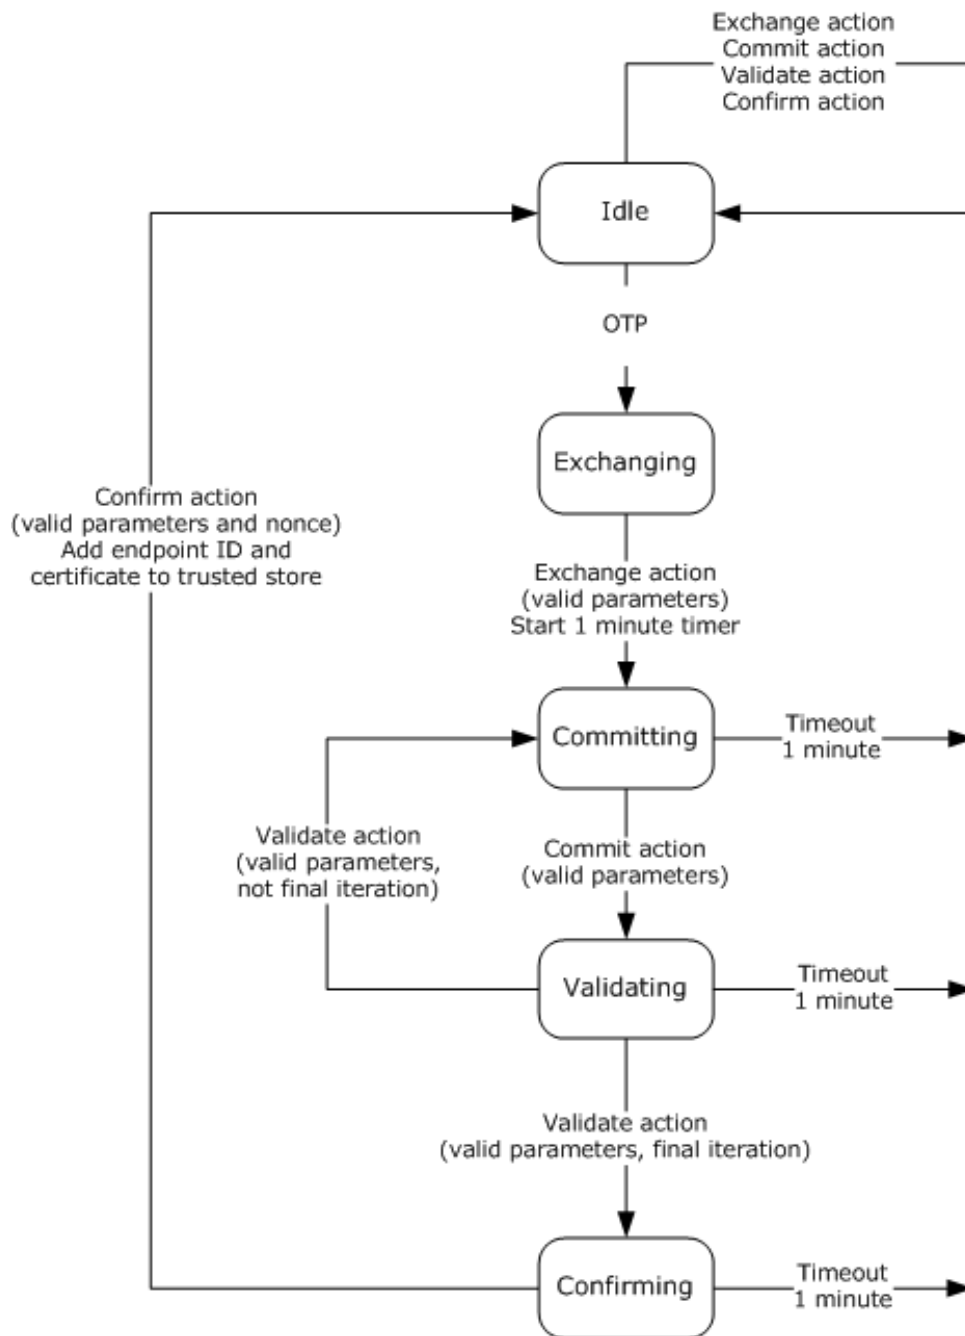 Exchange action
Commit action
Validate action
Confirm action
Idle
OTP
Exchanging
Confirm action
(valid parameters and nonce)
Add endpoint ID and
certificate to trusted store
Exchange action
(valid parameters)
Start 1 minute timer
Committing
Timeout
1 minute
Validate action
(valid parameters,
not final iteration)
Commit action
(valid parameters)
Validating
Timeout
1 minute
Validate action
(valid parameters, final iteration)
Confirming
Timeout
1 minute